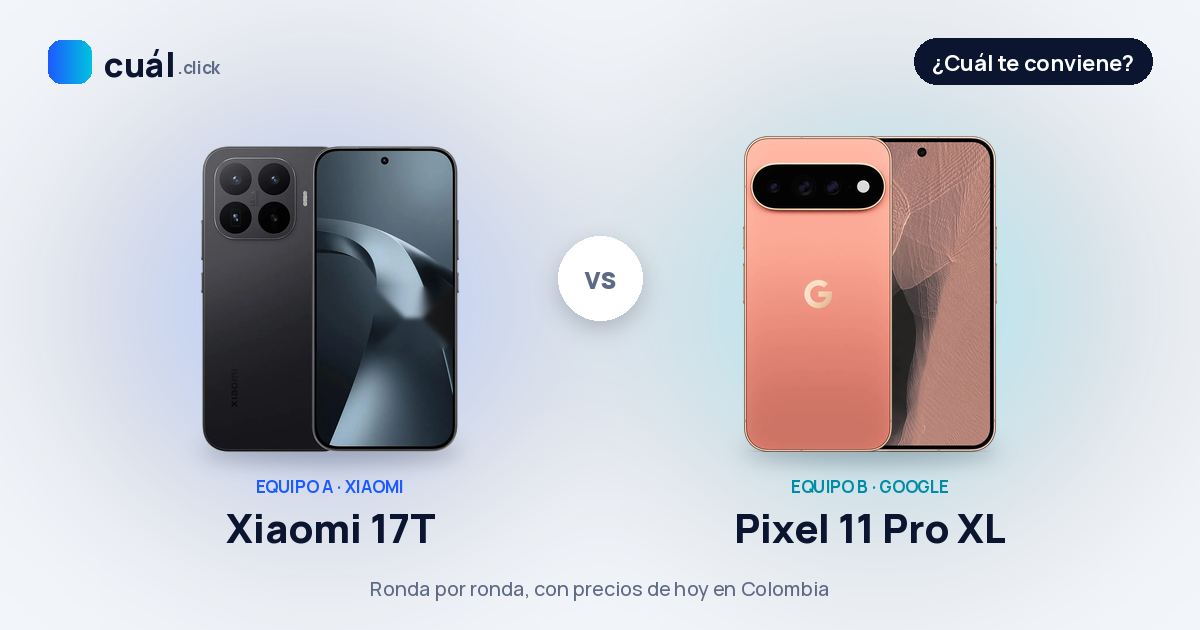 cuál.click
¿Cuál te conviene?
xiaomi
G
VS
EQUIPO A · XIAOMI
EQUIPO B · GOOGLE
Xiaomi 17T
Pixel 11 Pro XL
Ronda por ronda, con precios de hoy en Colombia